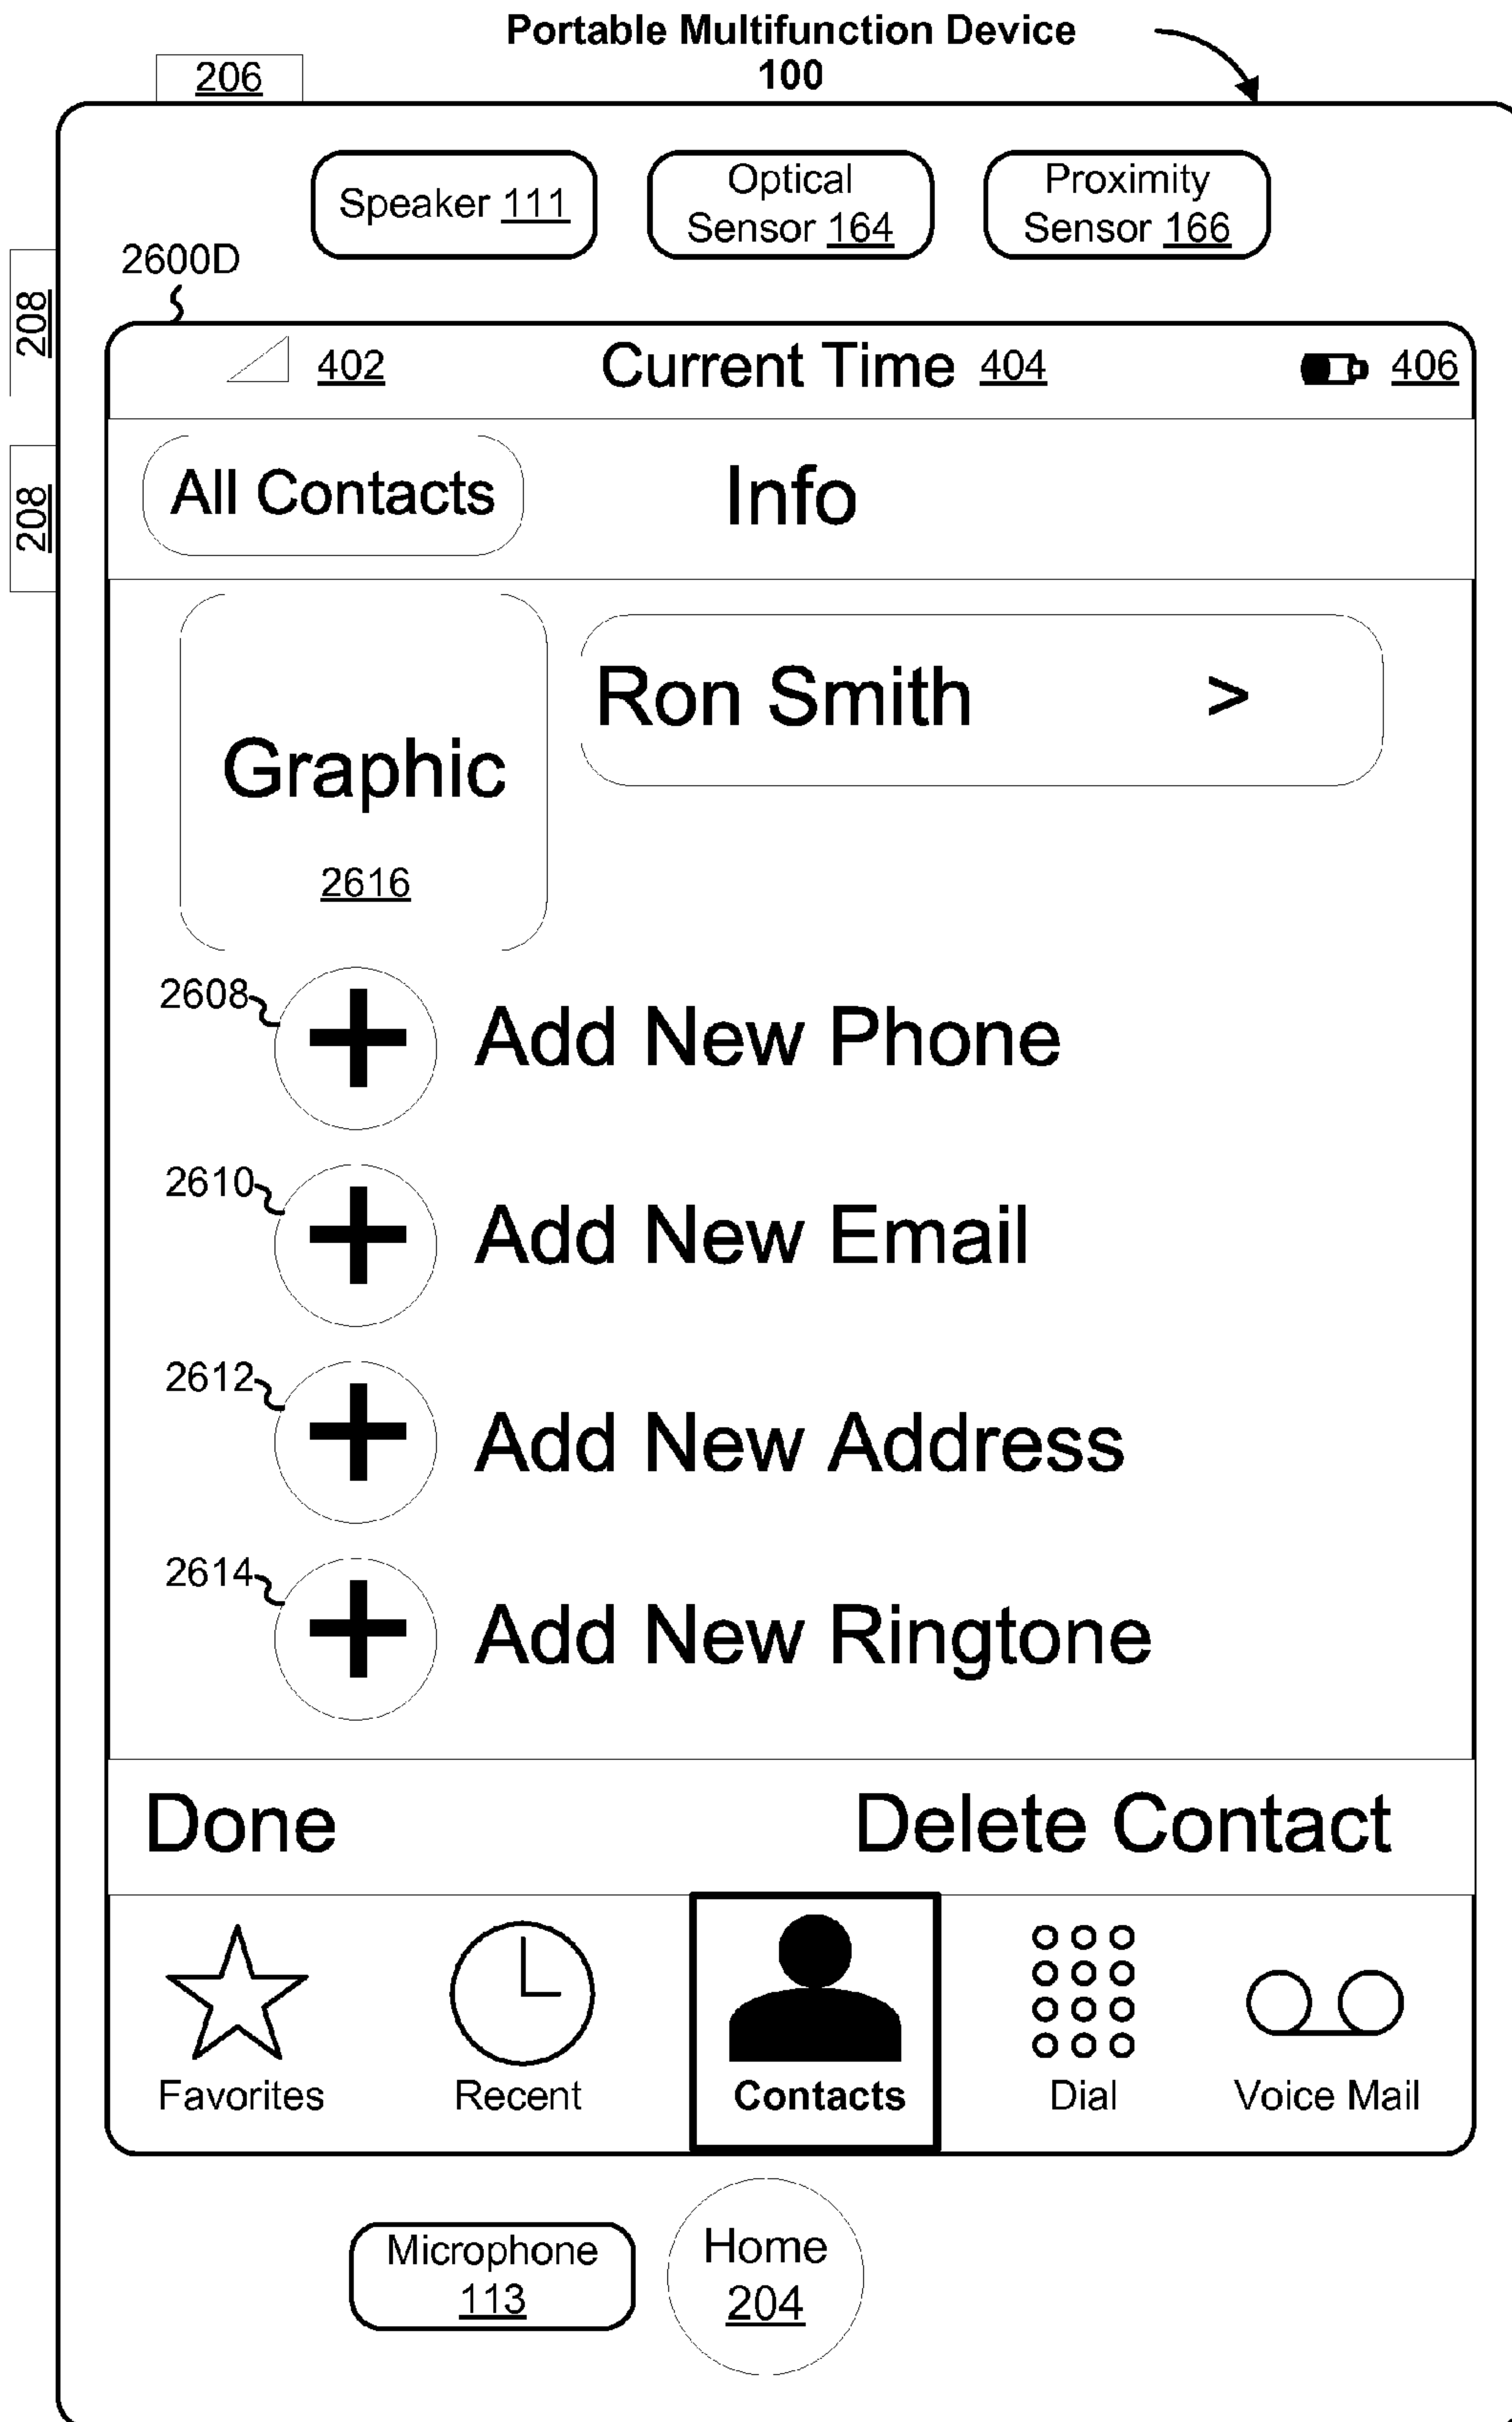 Portable Multifunction Device
100
206
Speaker 111
Optical
Sensor 164
Proximity
Sensor 166
2600D
208
208
402
Current Time 404
406
All Contacts
Info
Ron Smith >
Graphic
2616
2608
Add New Phone
2610
Add New Email
2612
Add New Address
2614
Add New Ringtone
Done
Delete Contact
Favorites
Recent
Contacts
Dial
Voice Mail
Microphone
113
Home
204